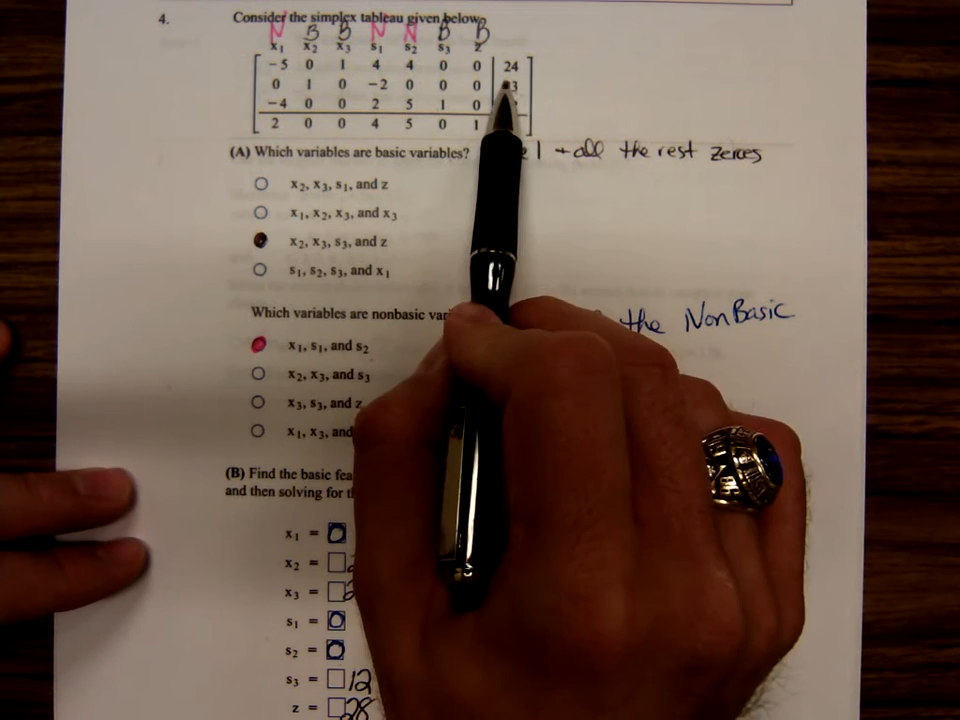 4. Consider the simplex tableau given below.
N B B N N B B
x₁ x₂ x₃ s₁ s₂ s₃ z
−5 0 1 4 4 0 0 24
0 1 0 −2 0 0 0
−4 0 0 2 5 1 0
2 0 0 4 5 0 1
(A) Which variables are basic variables? 1 + all the rest zeroes
x₂, x₃, s₁, and z
x₁, x₂, x₃, and x₃
x₂, x₃, s₃, and z
s₁, s₂, s₃, and x₁
Which variables are nonbasic the NonBasic
x₁, s₁, and s₂
x₂, x₃, and s₃
x₃, s₃, and z
x₁, x₃, and
(B) Find the basic
and then solving for
x₁ = 0
x₂ =
x₃ =
s₁ = 0
s₂ = 0
s₃ = 12
z = 28